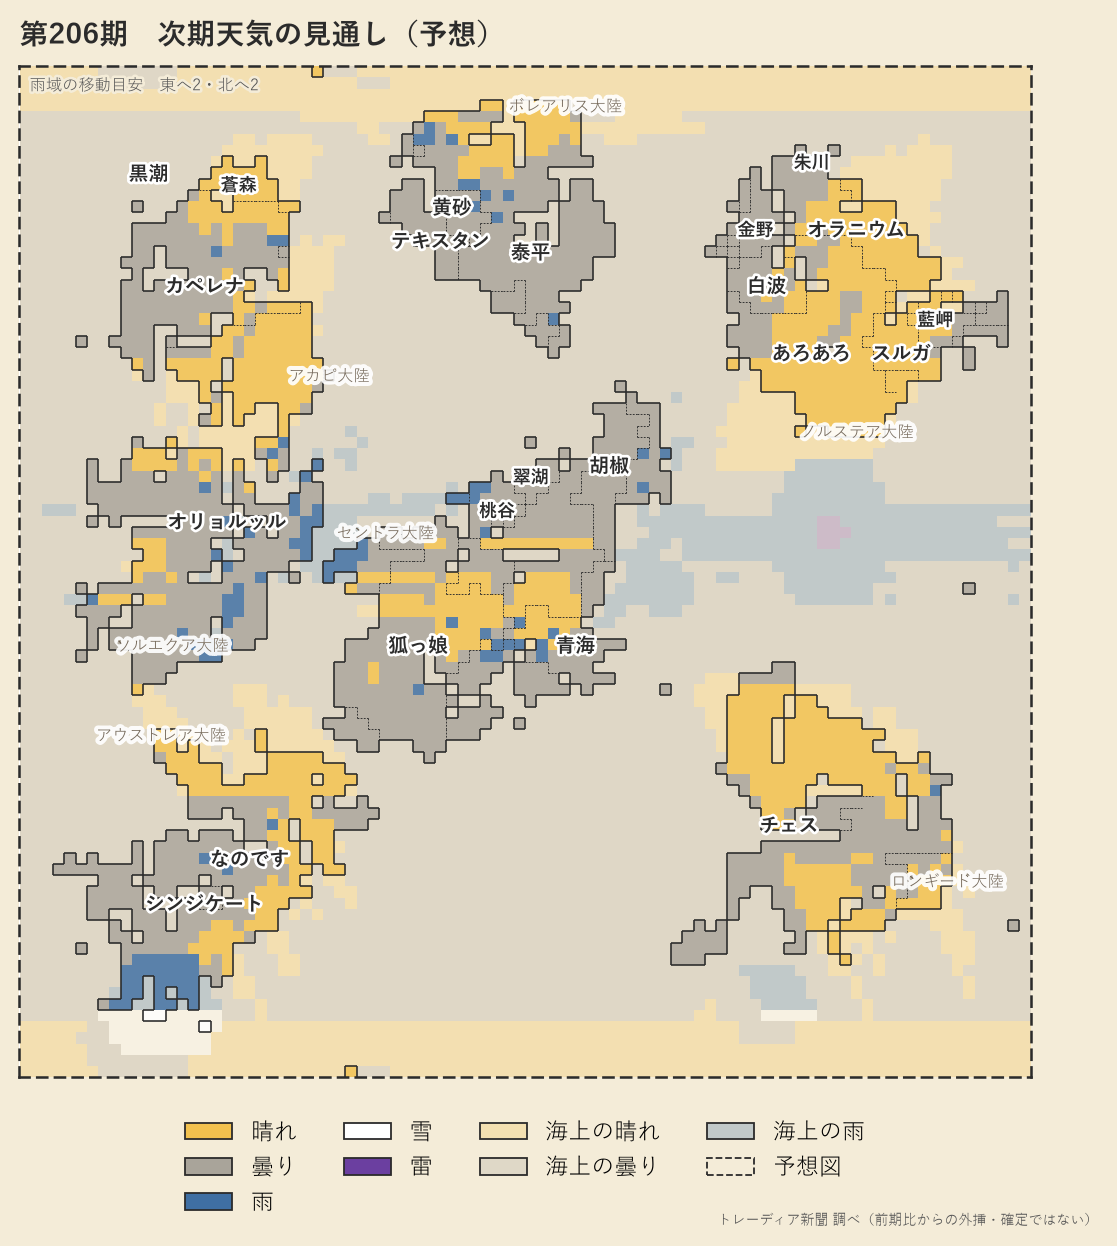 第206期　次期天気の見通し（予想）
雨域の移動目安　東へ2・北へ2
ボレアリス大陸
朱川
黒潮
蒼森
黄砂
金野
オラニウム
テキスタン
泰平
カペレナ
白波
藍岬
あろあろ
スルガ
アカピ大陸
ノルステア大陸
胡椒
翠湖
桃谷
オリョルッル
セントラ大陸
ソルエクア大陸
狐っ娘
青海
アウストレア大陸
チェス
なのです
ロンギード大陸
シンジケート
晴れ
雪
海上の晴れ
海上の雨
曇り
雷
海上の曇り
予想図
雨
トレーディア新聞 調べ（前期比からの外挿・確定ではない）